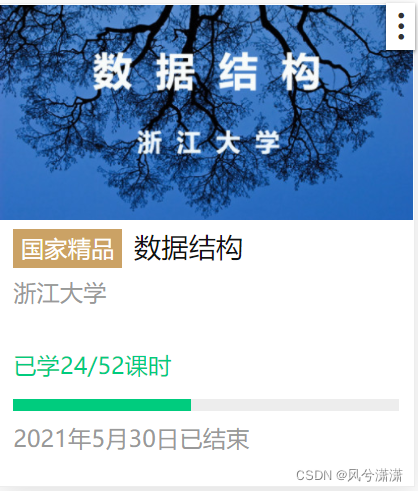 数据结构
浙江大学
国家精品 数据结构
浙江大学
已学24/52课时
2021年5月30日已结束
CSDN @风兮潇潇